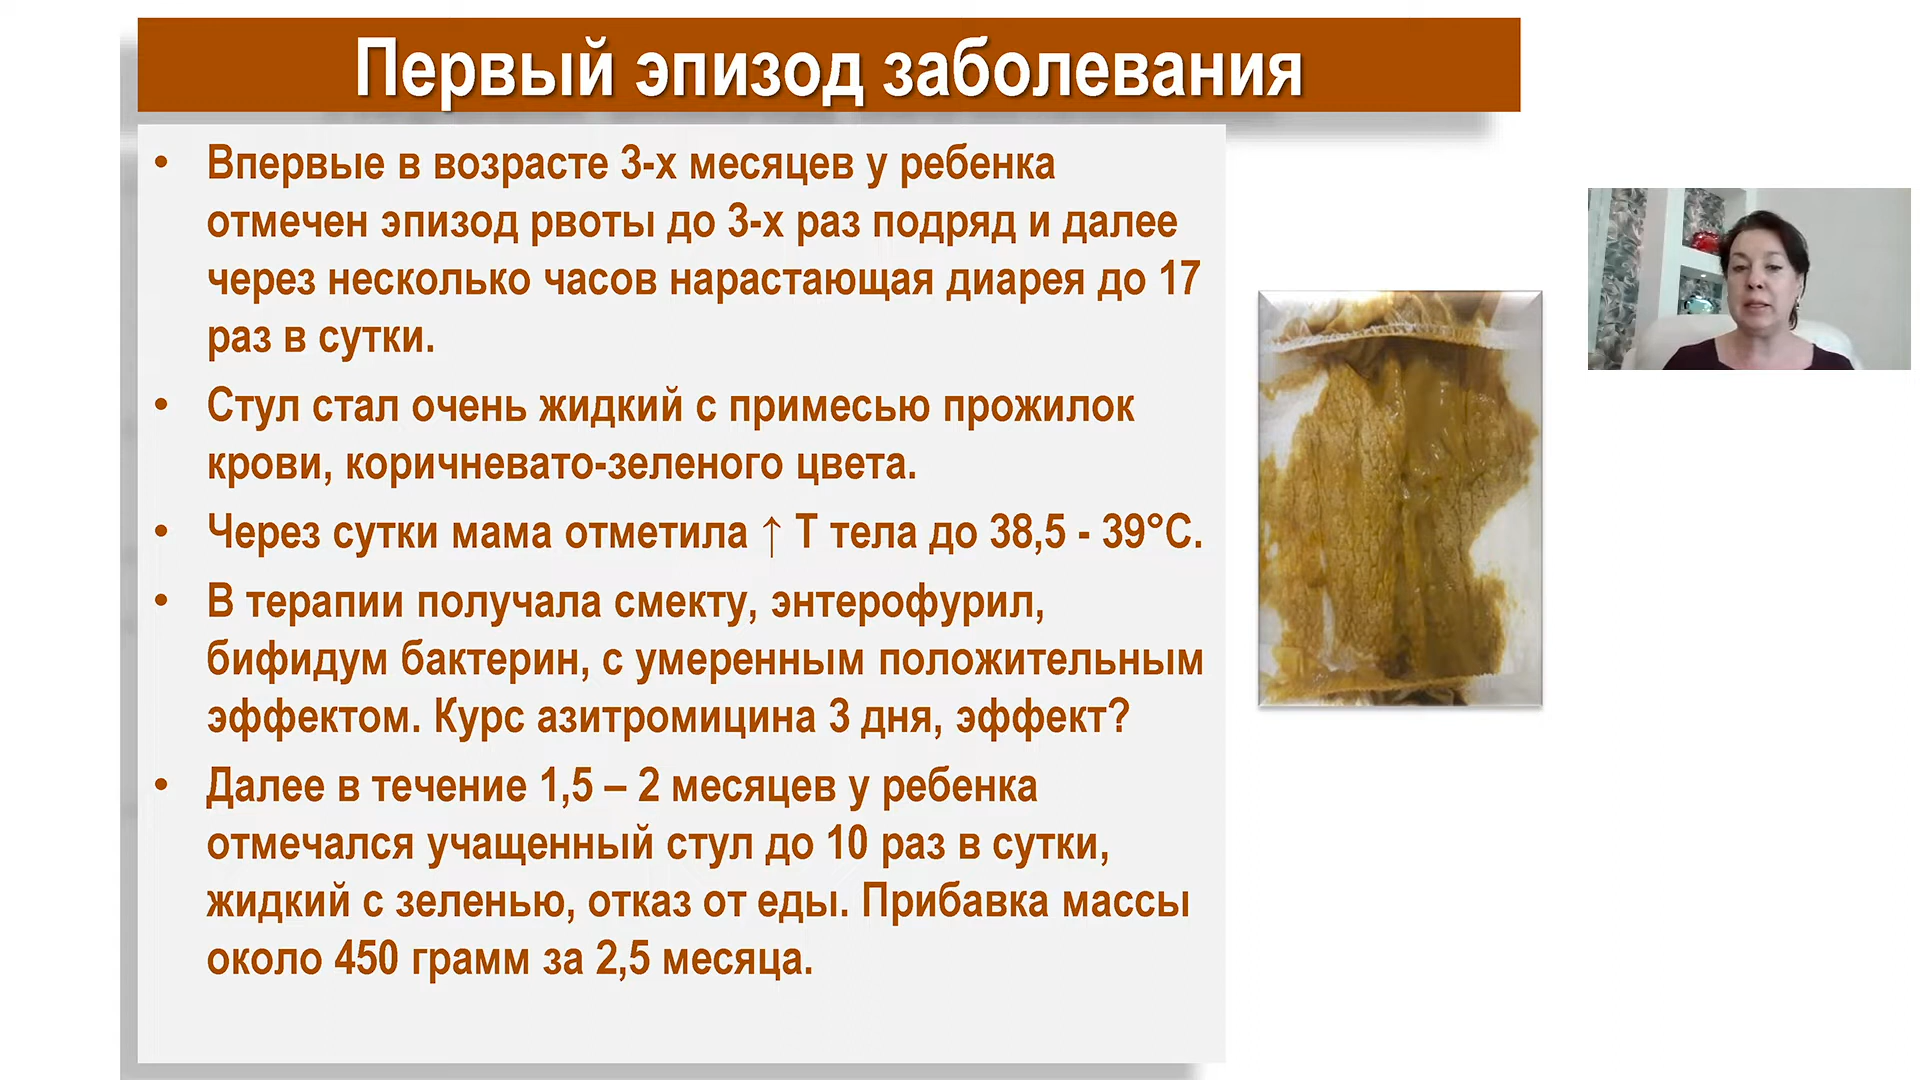 Первый эпизод заболевания
• Впервые в возрасте 3-х месяцев у ребенка
отмечен эпизод рвоты до 3-х раз подряд и далее
через несколько часов нарастающая диарея до 17
раз в сутки.
• Стул стал очень жидкий с примесью прожилок
крови, коричневато-зеленого цвета.
• Через сутки мама отметила ↑ Т тела до 38,5 - 39°С.
• В терапии получала смекту, энтерофурил,
бифидум бактерин, с умеренным положительным
эффектом. Курс азитромицина 3 дня, эффект?
• Далее в течение 1,5 – 2 месяцев у ребенка
отмечался учащенный стул до 10 раз в сутки,
жидкий с зеленью, отказ от еды. Прибавка массы
около 450 грамм за 2,5 месяца.